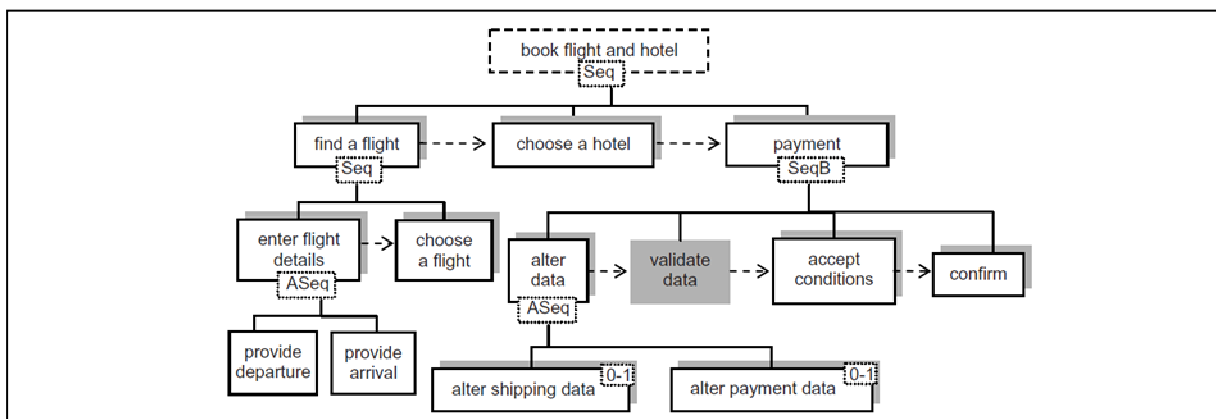 book flight and hotel
Seq
find a flight
choose a hotel
payment
Seq
SeqB
enter flight
details
choose
a flight
alter
data
validate
data
accept
conditions
confirm
ASeq
ASeq
provide
departure
provide
arrival
0-1
alter shipping data
0-1
alter payment data